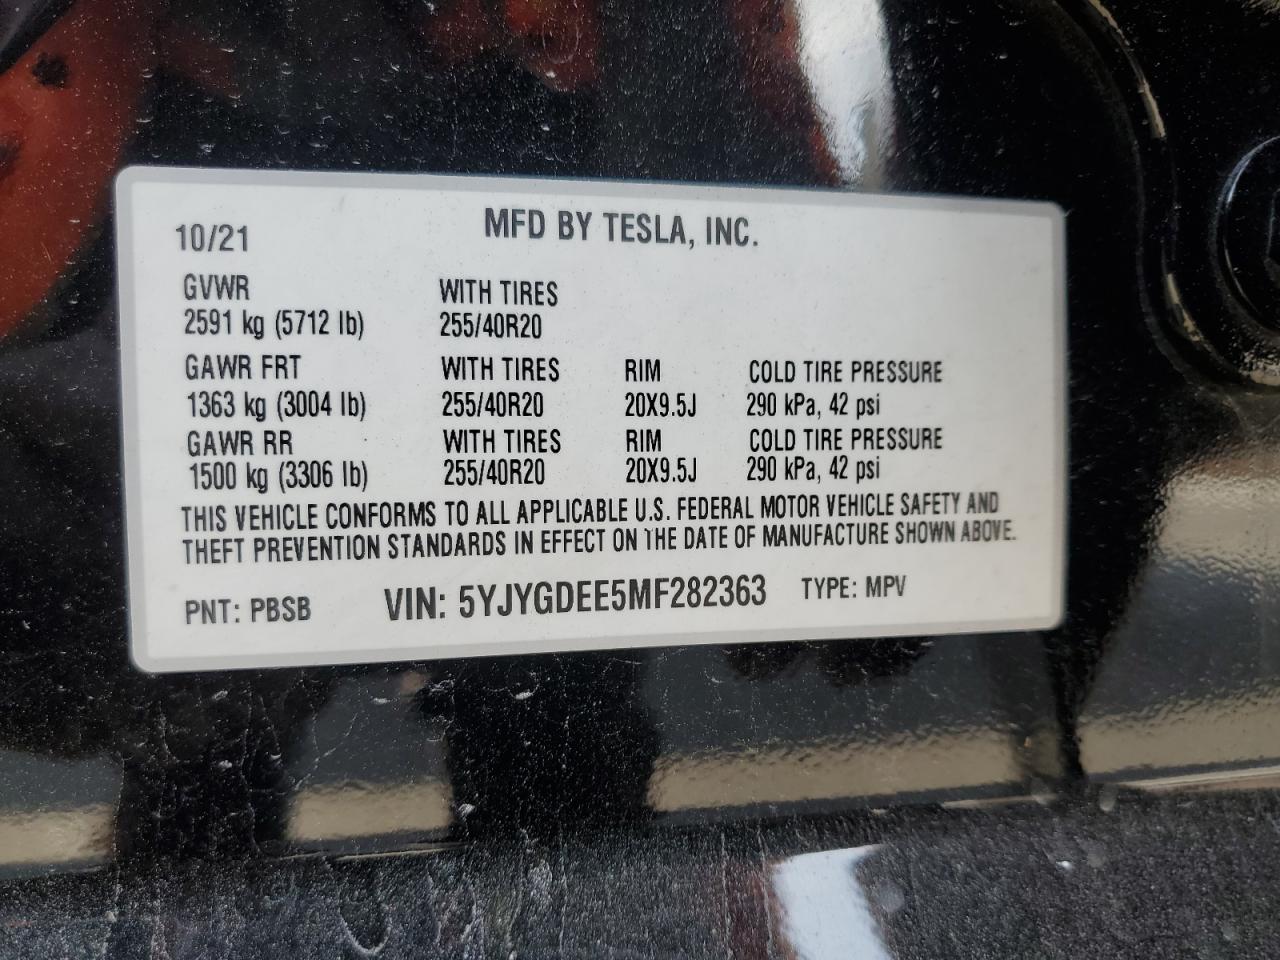 10/21 MFD BY TESLA, INC.
GVWR WITH TIRES
2591 kg (5712 lb) 255/40R20
GAWR FRT WITH TIRES RIM COLD TIRE PRESSURE
1363 kg (3004 lb) 255/40R20 20X9.5J 290 kPa, 42 psi
GAWR RR WITH TIRES RIM COLD TIRE PRESSURE
1500 kg (3306 lb) 255/40R20 20X9.5J 290 kPa, 42 psi
THIS VEHICLE CONFORMS TO ALL APPLICABLE U.S. FEDERAL MOTOR VEHICLE SAFETY AND
THEFT PREVENTION STANDARDS IN EFFECT ON THE DATE OF MANUFACTURE SHOWN ABOVE.
PNT: PBSB VIN: 5YJYGDEE5MF282363 TYPE: MPV